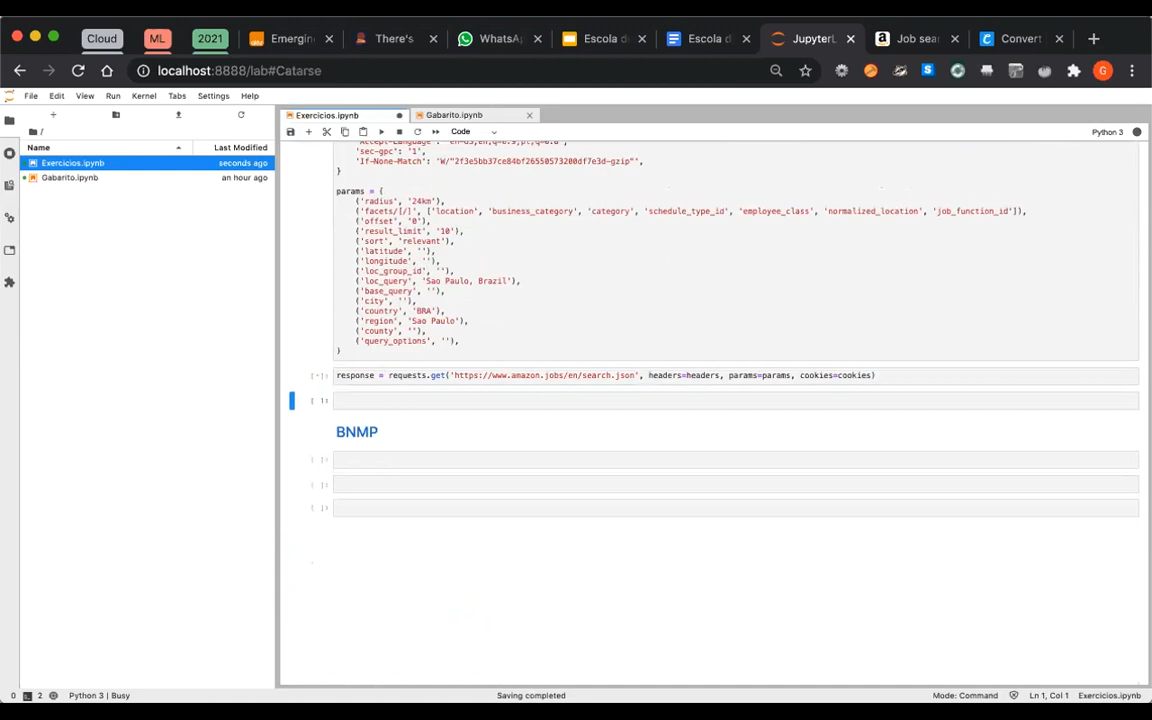 Cloud ML 2021 Emergin There's WhatsA Escola d Escola d JupyterL Job sear Convert
localhost:8888/lab#Catarse
File Edit View Run Kernel Tabs Settings Help
Exercicios.ipynb Gabarito.ipynb
Code Python 3
/
Name Last Modified
Exercicios.ipynb seconds ago
Gabarito.ipynb an hour ago
'sec-gpc': '1',
'If-None-Match': 'W/"2f3e5bb37ce84bf26550573200df7e3d-gzip"',
}
params = {
('radius', '24km'),
('facets/[/]', ['location', 'business_category', 'category', 'schedule_type_id', 'employee_class', 'normalized_location', 'job_function_id']),
('offset', '0'),
('result_limit', '10'),
('sort', 'relevant'),
('latitude', ''),
('longitude', ''),
('loc_group_id', ''),
('loc_query', 'Sao Paulo, Brazil'),
('base_query', ''),
('city', ''),
('country', 'BRA'),
('region', 'Sao Paulo'),
('county', ''),
('query_options', ''),
}
[*]: response = requests.get('https://www.amazon.jobs/en/search.json', headers=headers, params=params, cookies=cookies)
[ ]:
BNMP
[ ]:
[ ]:
[ ]:
0 2 Python 3 | Busy Saving completed Mode: Command Ln 1, Col 1 Exercicios.ipynb